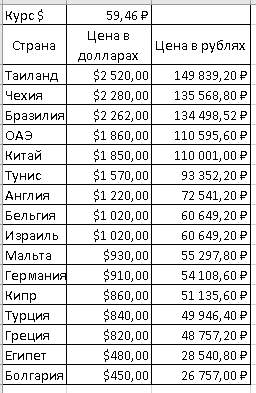 Курс $ 59,46 ₽
Страна Цена в долларах Цена в рублях
Таиланд $2 520,00 149 839,20 ₽
Чехия $2 280,00 135 568,80 ₽
Бразилия $2 262,00 134 498,52 ₽
ОАЭ $1 860,00 110 595,60 ₽
Китай $1 850,00 110 001,00 ₽
Тунис $1 570,00 93 352,20 ₽
Англия $1 220,00 72 541,20 ₽
Бельгия $1 020,00 60 649,20 ₽
Израиль $1 020,00 60 649,20 ₽
Мальта $930,00 55 297,80 ₽
Германия $910,00 54 108,60 ₽
Кипр $860,00 51 135,60 ₽
Турция $840,00 49 946,40 ₽
Греция $820,00 48 757,20 ₽
Египет $480,00 28 540,80 ₽
Болгария $450,00 26 757,00 ₽